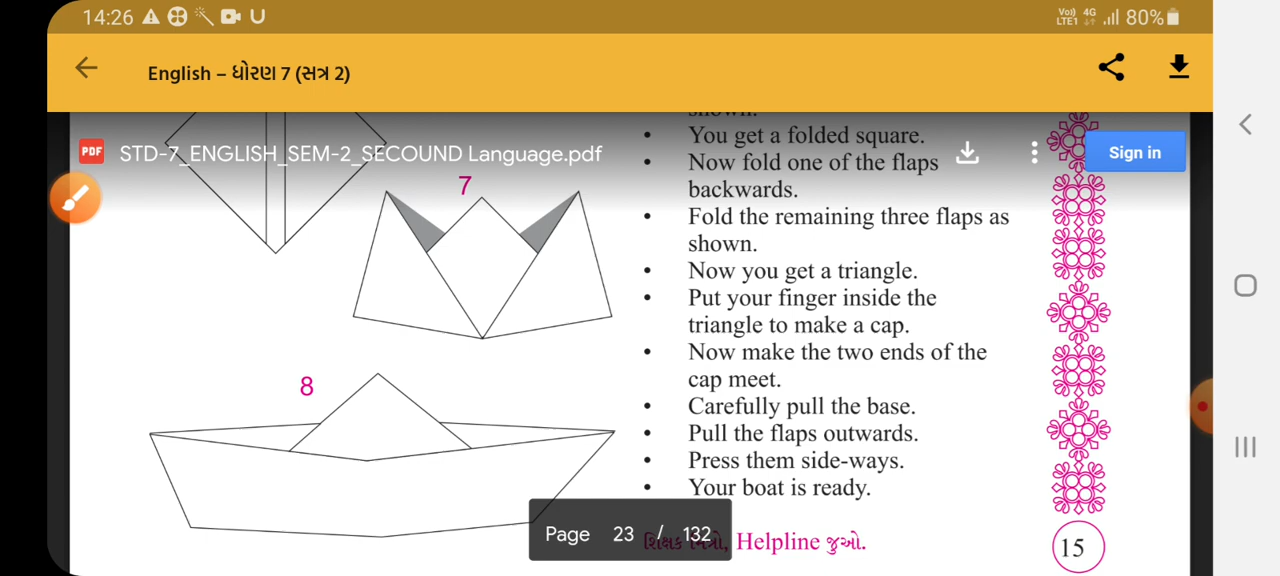 14:26 U Vo)) 4G LTE1 80%
English – ધોરણ 7 (સત્ર 2)
PDF STD-7_ENGLISH_SEM-2_SECOUND Language.pdf Sign in
shown.
• You get a folded square.
• Now fold one of the flaps
backwards.
• Fold the remaining three flaps as
shown.
• Now you get a triangle.
• Put your finger inside the
triangle to make a cap.
• Now make the two ends of the
cap meet.
• Carefully pull the base.
• Pull the flaps outwards.
• Press them side-ways.
• Your boat is ready.
7
8
Page 23 / 132
શિક્ષક મિત્રો, Helpline જુઓ.
15